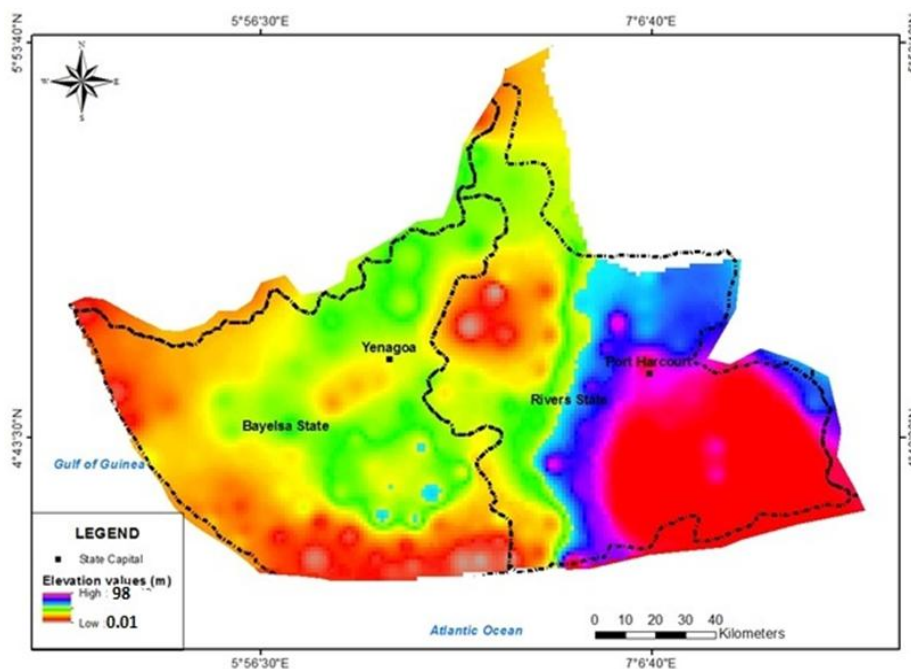 5°56'30"E 7°6'40"E
5°53'40"N
N
W E
S
Yenagoa
Port Harcourt
Rivers State
Bayelsa State
4°43'30"N
Gulf of Guinea
LEGEND
State Capital
Elevation values (m)
High : 98
Low : 0.01
Atlantic Ocean
0 10 20 30 40
Kilometers
5°56'30"E 7°6'40"E